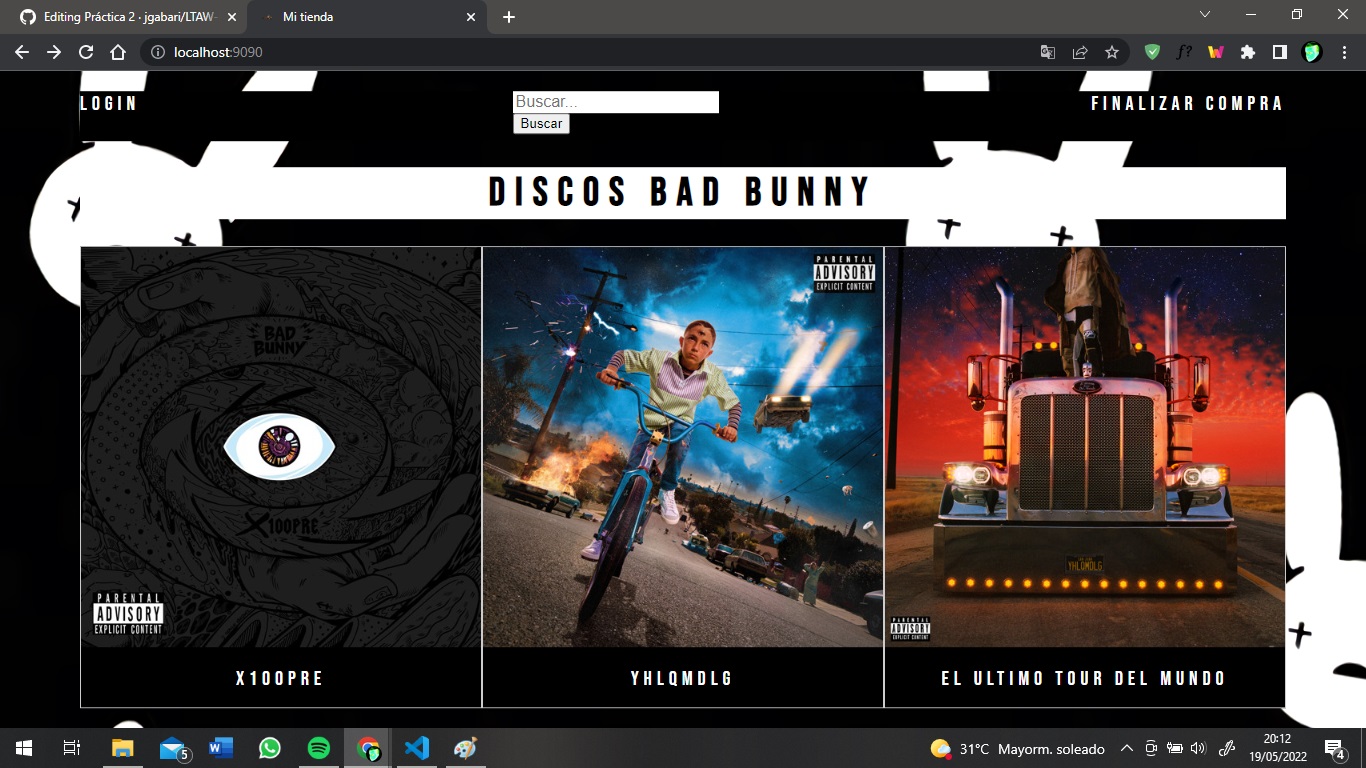 Editing Práctica 2 · jgabari/LTAW-
Mi tienda
localhost:9090
f?
LOGIN
Buscar...
FINALIZAR COMPRA
Buscar
DISCOS BAD BUNNY
BAD
BUNNY
X100PRE
PARENTAL
ADVISORY
EXPLICIT CONTENT
PARENTAL
ADVISORY
EXPLICIT CONTENT
YHLQMDLG
PARENTAL
ADVISORY
EXPLICIT CONTENT
X100PRE
YHLQMDLG
EL ULTIMO TOUR DEL MUNDO
5
31°C Mayorm. soleado
20:12
19/05/2022
4